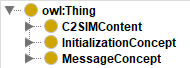 owl:Thing
C2SIMContent
InitializationConcept
MessageConcept